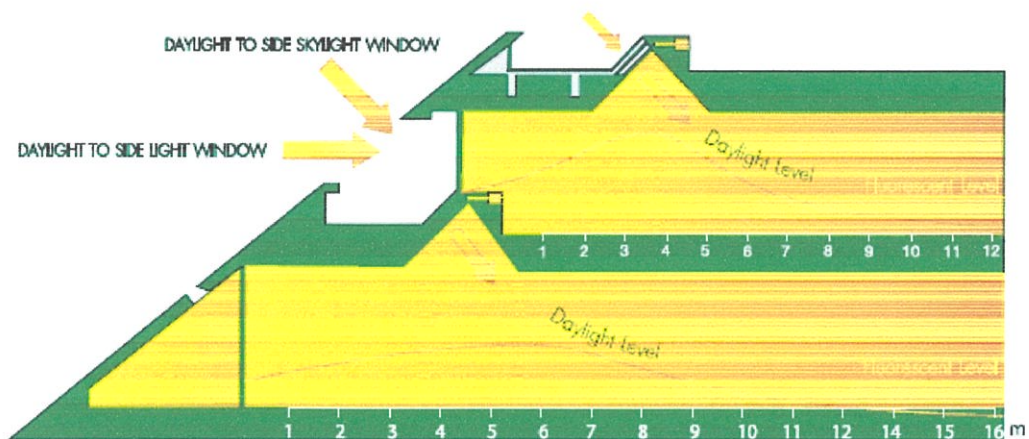 DAYLIGHT TO SIDE SKYLIGHT WINDOW
DAYLIGHT TO SIDE LIGHT WINDOW
Daylight Level
Fluorescent Level
1 2 3 4 5 6 7 8 9 10 11 12
Daylight Level
Fluorescent Level
1 2 3 4 5 6 7 8 9 10 11 12 13 14 15 16 m